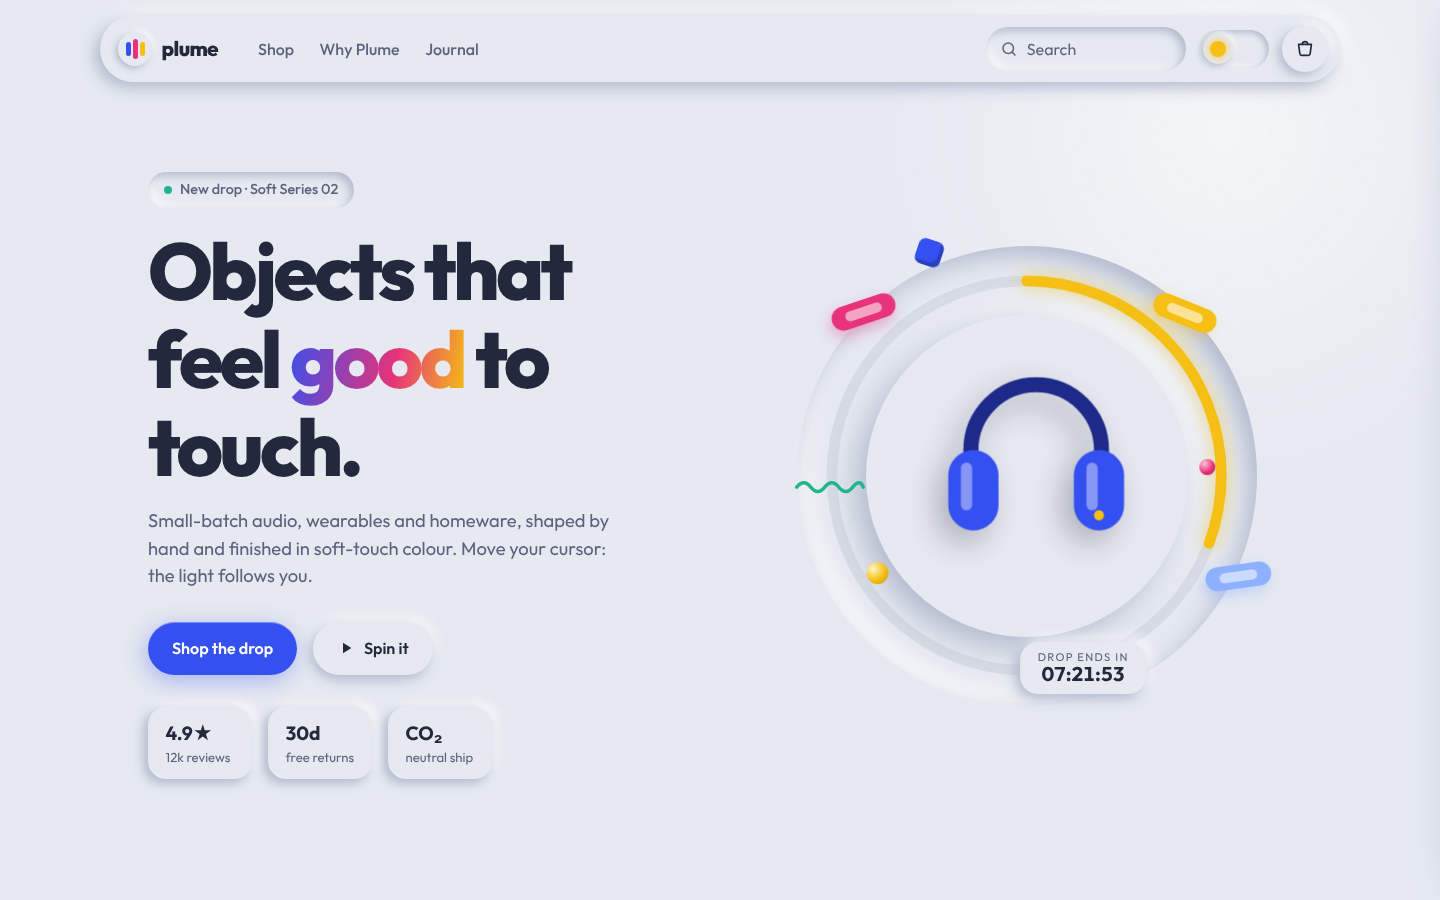 plume
Shop
Why Plume
Journal
Search
New drop · Soft Series 02
Objects that
feel good to
touch.
Small-batch audio, wearables and homeware, shaped by
hand and finished in soft-touch colour. Move your cursor:
the light follows you.
Shop the drop
Spin it
4.9★
12k reviews
30d
free returns
CO₂
neutral ship
DROP ENDS IN
07:21:53